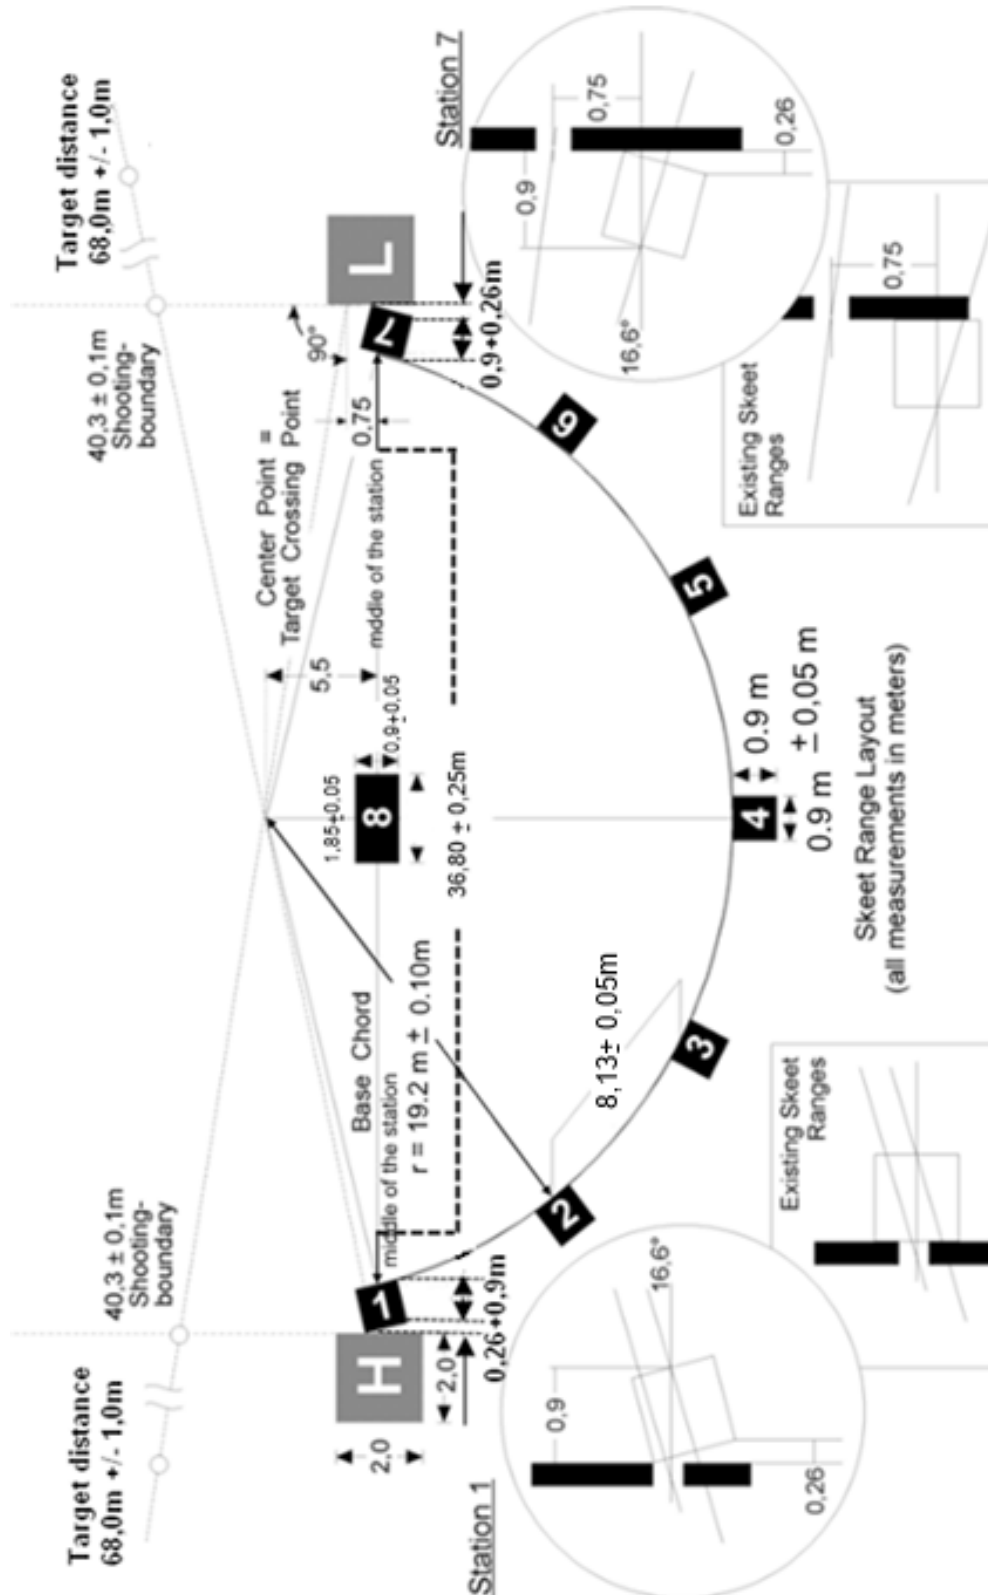 Target distance
68,0m +/- 1,0m
40,3 ± 0,1m
Shooting-
boundary
Station 1
2,0
2,0
H
1
0,26+0,9m
0,9
0,26
16,6°
Existing Skeet
Ranges
middle of the station
Base Chord
r = 19.2 m ± 0.10m
2
8,13± 0,05m
3
1,85±0.05
8
0,9±0,05
36,80 ± 0,25m
5,5
4
0.9 m
0.9 m ± 0,05 m
Skeet Range Layout
(all measurements in meters)
Center Point =
Target Crossing Point
mddle of the station
5
6
0,75
90°
7
L
0,9+0,26m
Target distance
68,0m +/- 1,0m
40,3 ± 0,1m
Shooting-
boundary
Station 7
0,9
0,75
0,26
16,6°
Existing Skeet
Ranges
0,75